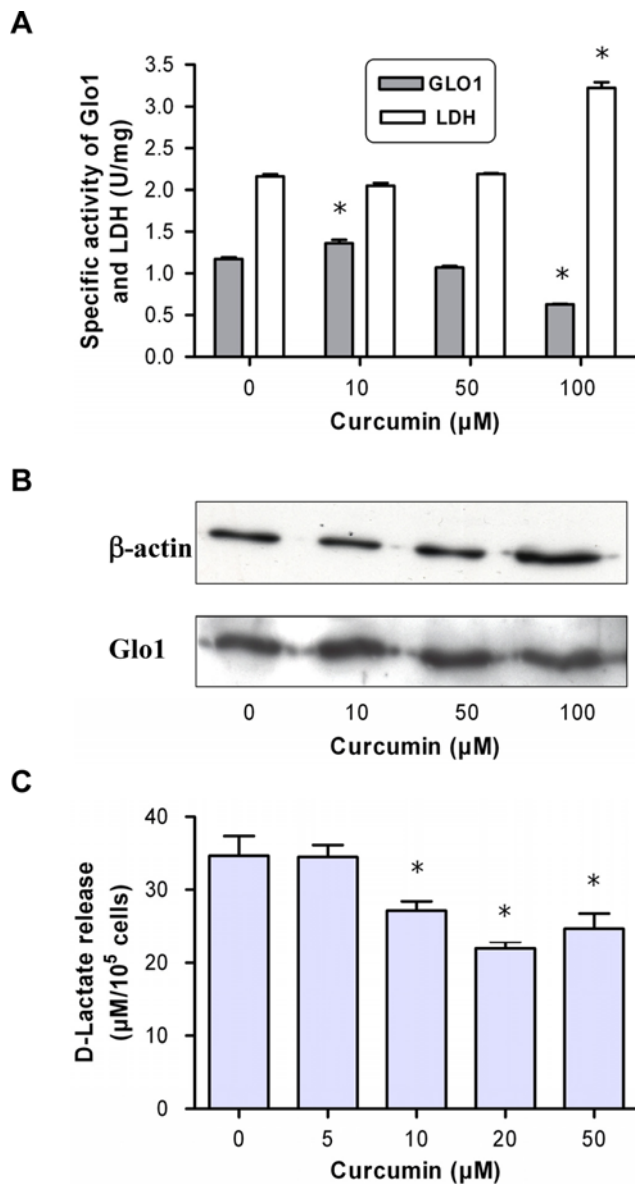 A
Specific activity of Glo1
and LDH (U/mg)
3.5
3.0
2.5
2.0
1.5
1.0
0.5
0.0
GLO1
LDH
*
*
*
0 10 50 100
Curcumin (µM)
B
β-actin
Glo1
0 10 50 100
Curcumin (µM)
C
D-Lactate release
(µM/10⁵ cells)
40
30
20
10
0
*
*
*
0 5 10 20 50
Curcumin (µM)